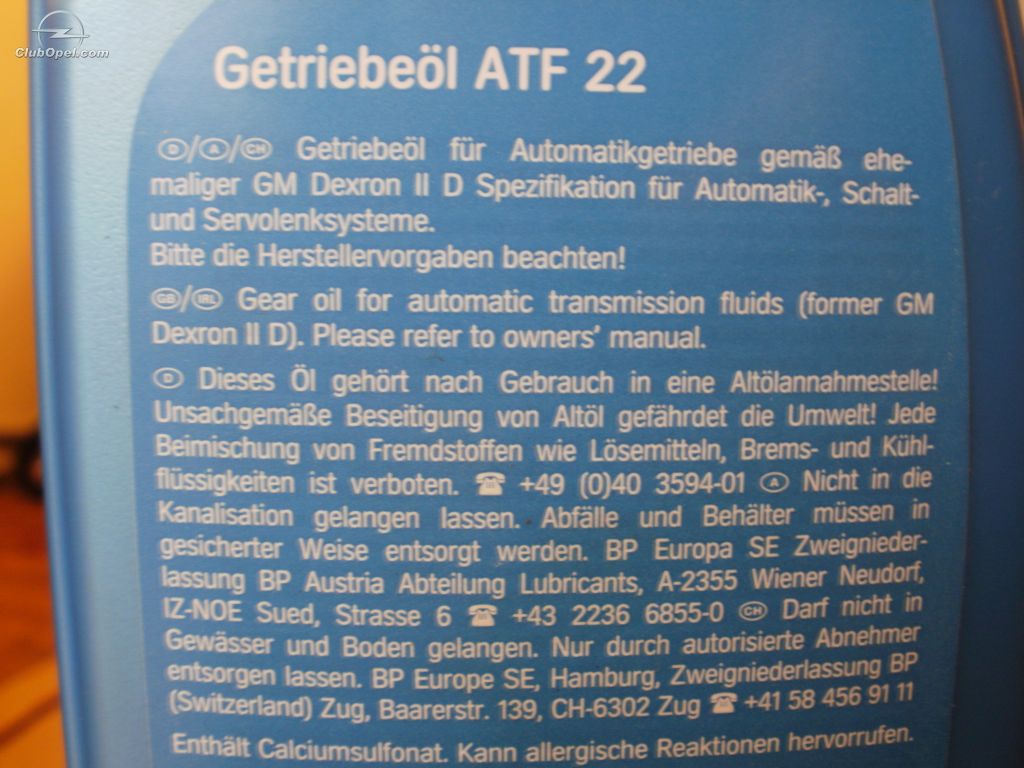 ClubOpel.com
Getriebeöl ATF 22
D/A/CH Getriebeöl für Automatikgetriebe gemäß ehe-
maliger GM Dexron II D Spezifikation für Automatik-, Schalt-
und Servolenksysteme.
Bitte die Herstellervorgaben beachten!
GB/IRL Gear oil for automatic transmission fluids (former GM
Dexron II D). Please refer to owners’ manual.
D Dieses Öl gehört nach Gebrauch in eine Altölannahmestelle!
Unsachgemäße Beseitigung von Altöl gefährdet die Umwelt! Jede
Beimischung von Fremdstoffen wie Lösemitteln, Brems- und Kühl-
flüssigkeiten ist verboten. ☎ +49 (0)40 3594-01 A Nicht in die
Kanalisation gelangen lassen. Abfälle und Behälter müssen in
gesicherter Weise entsorgt werden. BP Europa SE Zweignieder-
lassung BP Austria Abteilung Lubricants, A-2355 Wiener Neudorf,
IZ-NOE Sued, Strasse 6 ☎ +43 2236 6855-0 CH Darf nicht in
Gewässer und Boden gelangen. Nur durch autorisierte Abnehmer
entsorgen lassen. BP Europe SE, Hamburg, Zweigniederlassung BP
(Switzerland) Zug, Baarerstr. 139, CH-6302 Zug ☎ +41 58 456 91 11
Enthält Calciumsulfonat. Kann allergische Reaktionen hervorrufen.